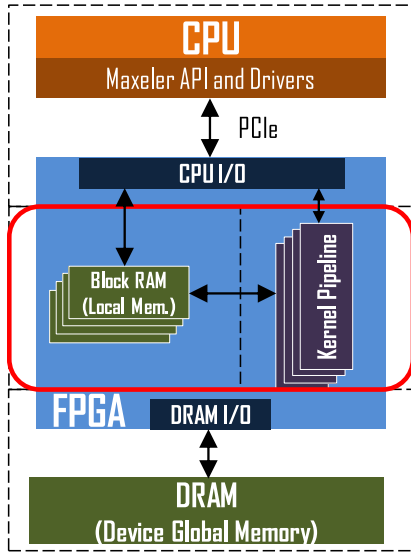 CPU
Maxeler API and Drivers
PCIe
CPU I/O
Block RAM
(Local Mem.)
Kernel Pipeline
FPGA
DRAM I/O
DRAM
(Device Global Memory)